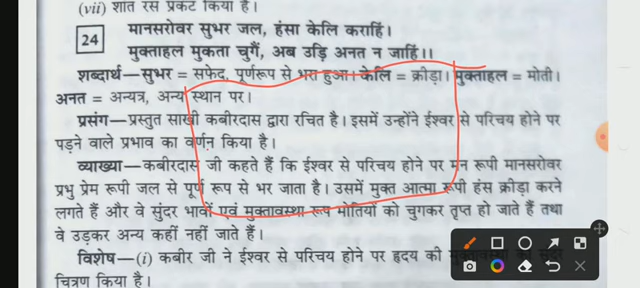 (vii) शांत रस प्रकट किया है।
24
मानसरोवर सुभर जल, हंसा केलि कराहिं।
मुक्ताहल मुकता चुगैं, अब उड़ि अनत न जाहिं।।
शब्दार्थ—सुभर = सफेद, पूर्णरूप से भरा हुआ। केलि = क्रीड़ा। मुक्ताहल = मोती।
अनत = अन्यत्र, अन्य स्थान पर।
प्रसंग—प्रस्तुत साखी कबीरदास द्वारा रचित है। इसमें उन्होंने ईश्वर से परिचय होने पर
पड़ने वाले प्रभाव का वर्णन किया है।
व्याख्या—कबीरदास जी कहते हैं कि ईश्वर से परिचय होने पर मन रूपी मानसरोवर
प्रभु प्रेम रूपी जल से पूर्ण रूप से भर जाता है। उसमें मुक्त आत्मा रूपी हंस क्रीड़ा करने
लगते हैं और वे सुंदर भावों एवं मुक्तावस्था रूप मोतियों को चुगकर तृप्त हो जाते हैं तथा
वे उड़कर अन्य कहीं नहीं जाते हैं।
विशेष—(i) कबीर जी ने ईश्वर से परिचय होने पर हृदय की
चित्रण किया है।